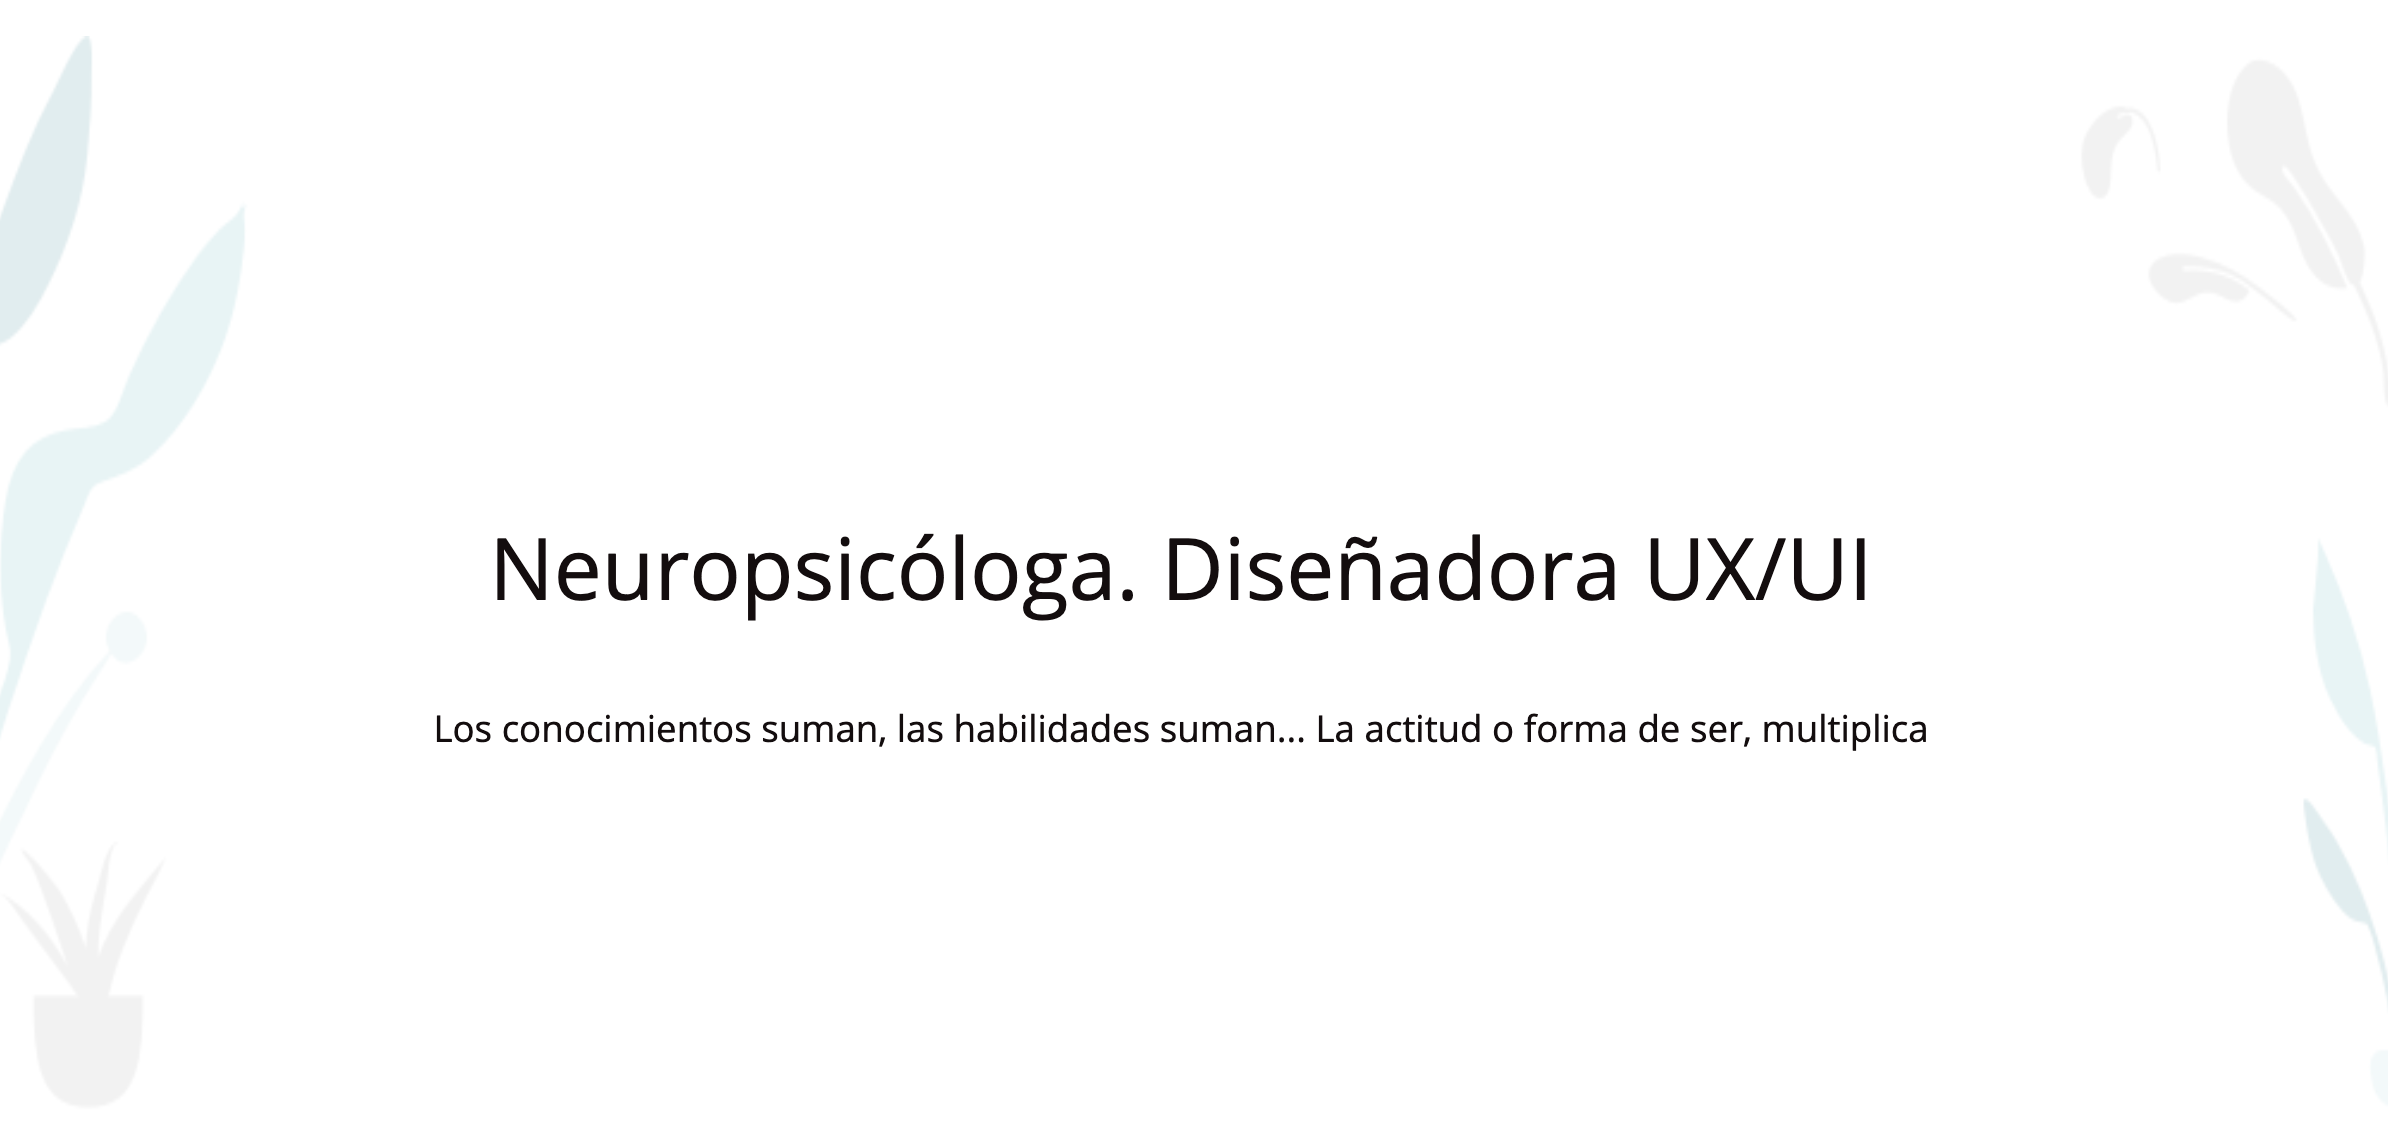 Neuropsicóloga. Diseñadora UX/UI
Los conocimientos suman, las habilidades suman... La actitud o forma de ser, multiplica